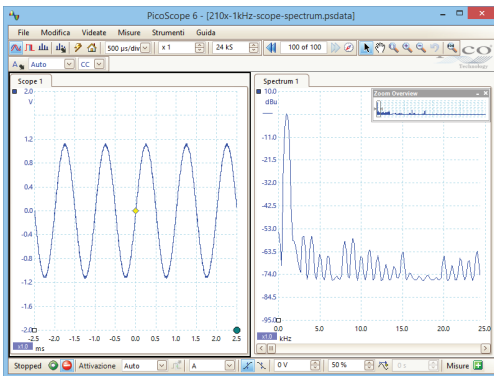 PicoScope 6 - [210x-1kHz-scope-spectrum.psdata]
File Modifica Videate Misure Strumenti Guida
500 µs/div x 1 24 kS 100 of 100
A Auto CC
CO
Technology
Scope 1
2.0
V
1.2
0.8
0.4
0.0
-0.4
-0.8
-1.2
-1.6
-2.0
-2.5 -2.0 -1.5 -1.0 -0.5 0.0 0.5 1.0 1.5 2.0 2.5
x1.0 ms
Spectrum 1
10.0
dBu
Zoom Overview
-11.0
-21.5
-32.0
-42.5
-53.0
-63.5
-74.0
-84.5
-95.0
0.0 5.0 10.0 15.0 20.0 25.0
x1.0 kHz
Stopped Attivazione Auto A 0 V 50 % 0 s Misure